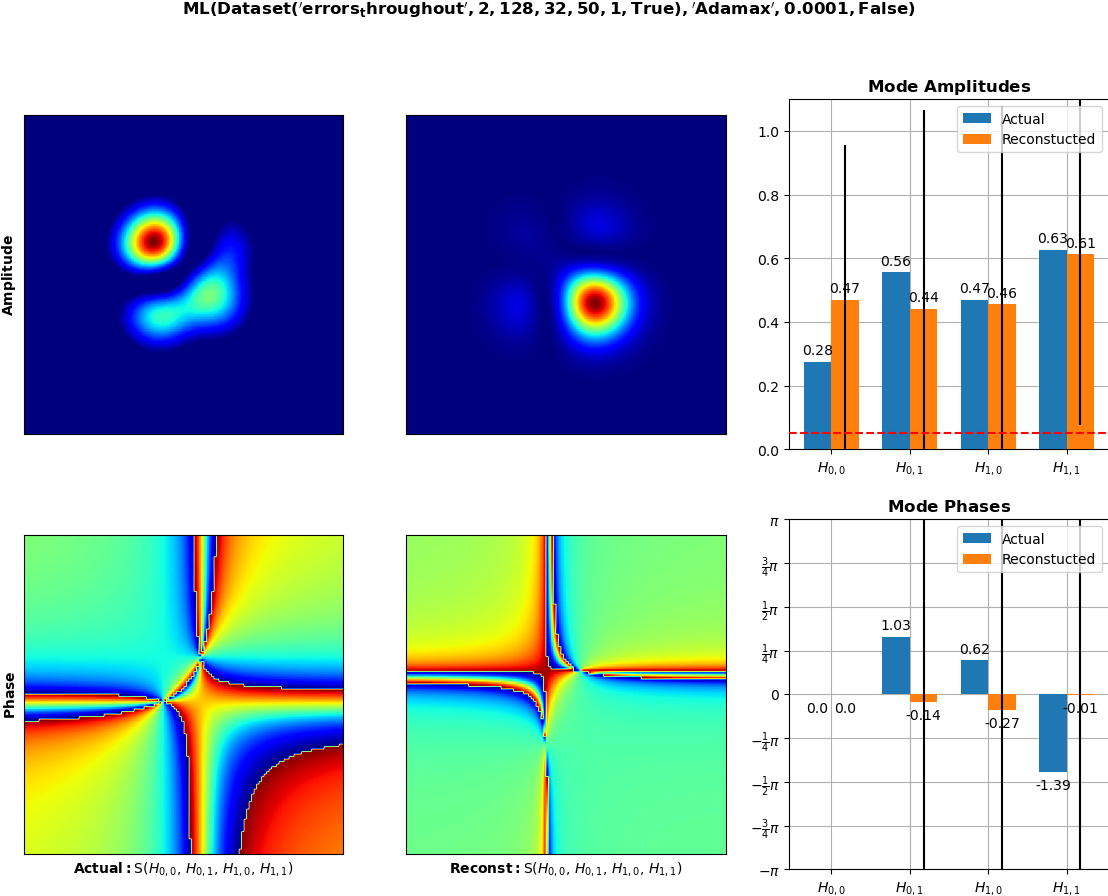 ML(Dataset('errors_throughout', 2, 128, 32, 50, 1, True), 'Adamax', 0.0001, False)
Amplitude
Mode Amplitudes
Actual
Reconstucted
1.0
0.8
0.6
0.4
0.2
0.0
0.28
0.47
0.56
0.44
0.47
0.46
0.63
0.61
H0,0
H0,1
H1,0
H1,1
Phase
Actual: S(H0,0, H0,1, H1,0, H1,1)
Reconst: S(H0,0, H0,1, H1,0, H1,1)
Mode Phases
Actual
Reconstucted
π
3/4π
1/2π
1/4π
0
−1/4π
−1/2π
−3/4π
−π
0.0
0.0
1.03
-0.14
0.62
-0.27
-1.39
-0.01
H0,0
H0,1
H1,0
H1,1